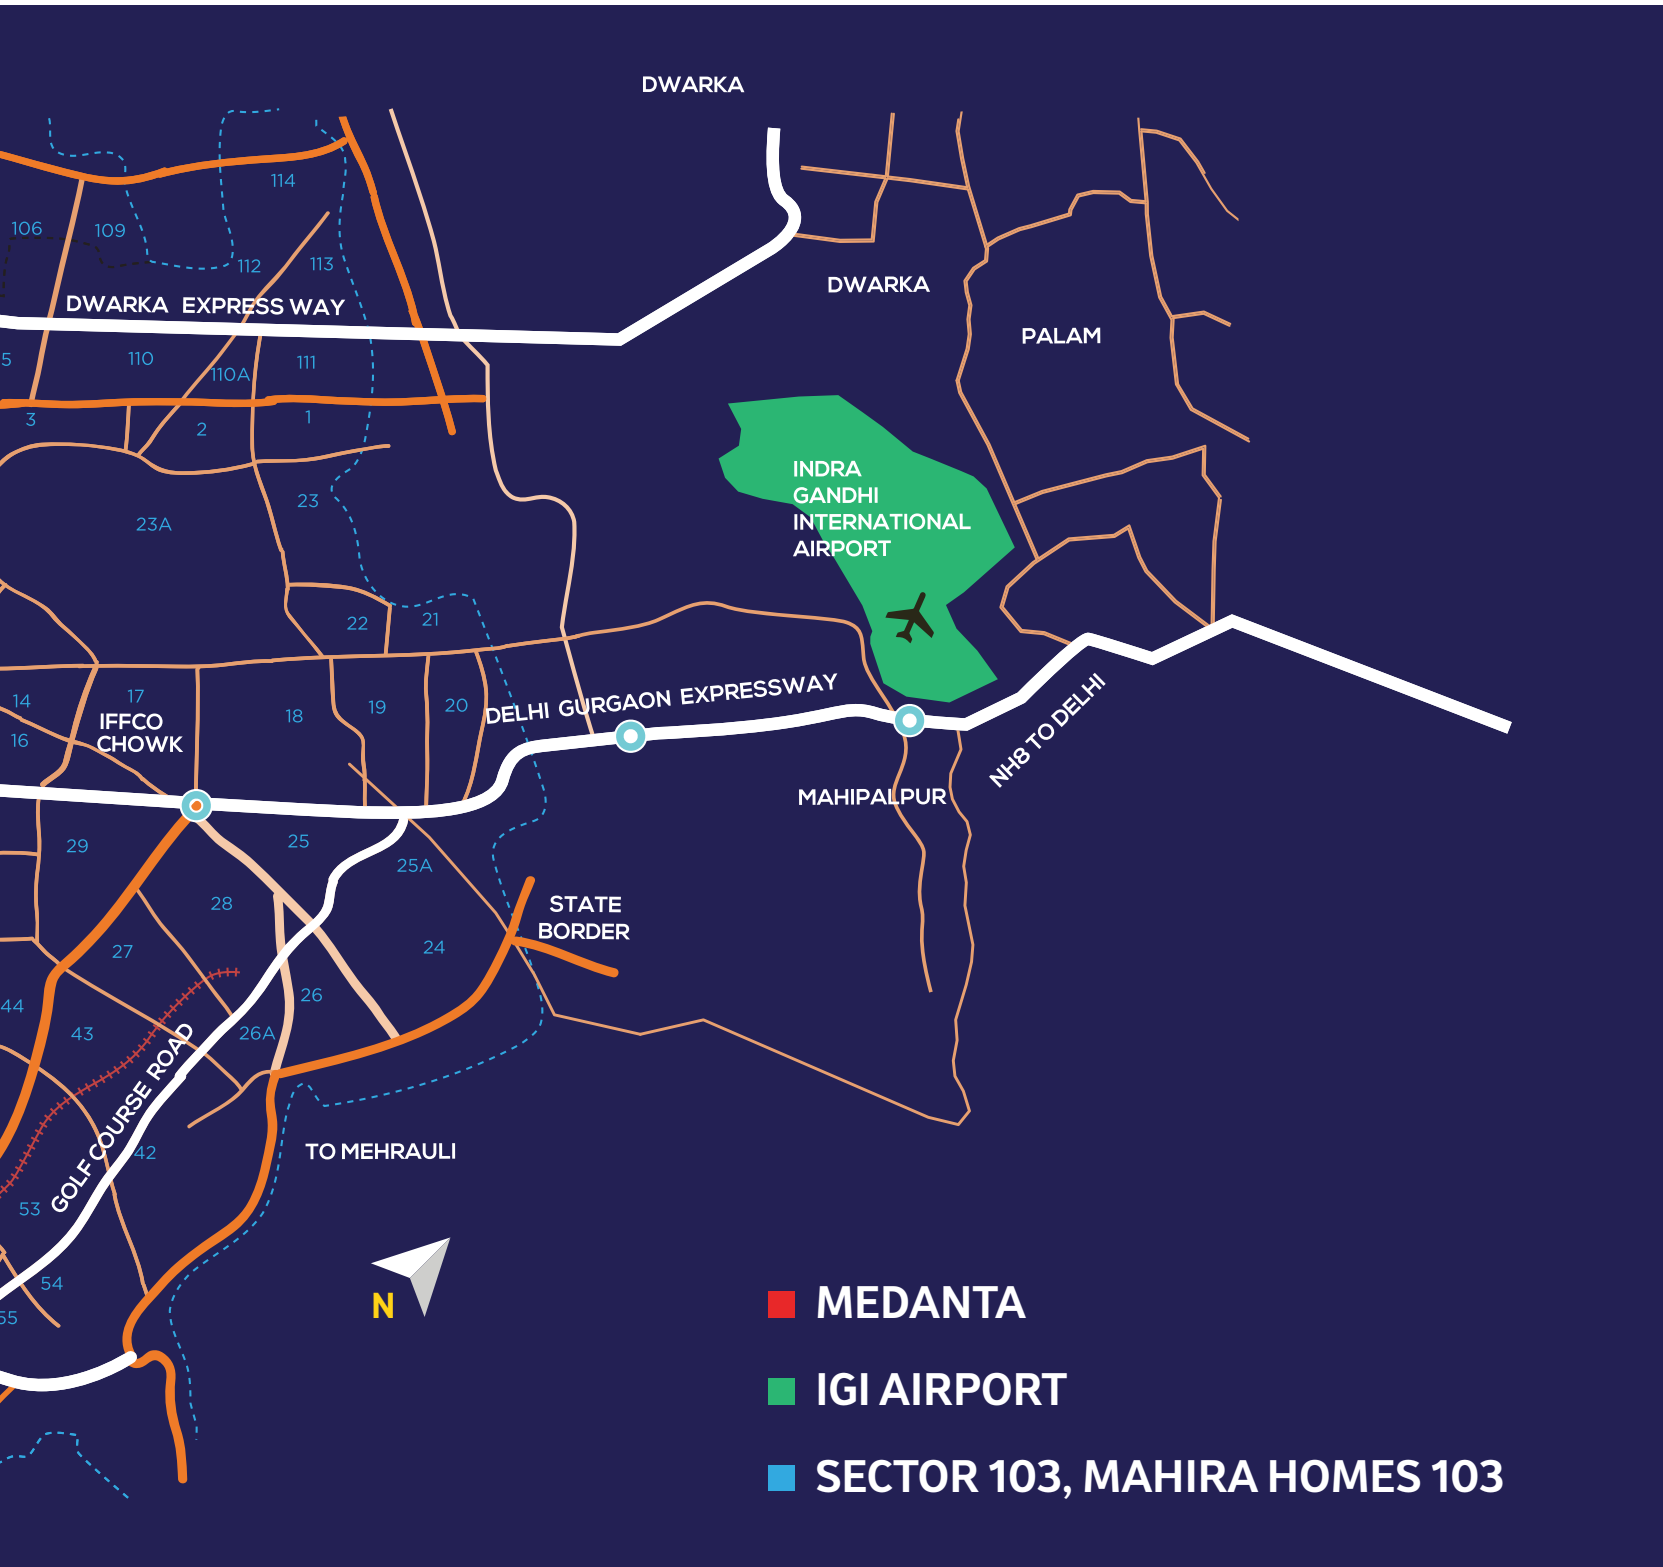 DWARKA
114
106
109
112
113
DWARKA EXPRESS WAY
DWARKA
PALAM
5
110
110A
111
3
2
1
INDRA
GANDHI
INTERNATIONAL
AIRPORT
23
23A
22
21
14
17
IFFCO
CHOWK
16
18
19
20
DELHI GURGAON EXPRESSWAY
NH8 TO DELHI
MAHIPALPUR
29
25
25A
28
STATE
BORDER
27
24
44
26
43
26A
GOLF COURSE ROAD
42
TO MEHRAULI
53
54
55
N
MEDANTA
IGI AIRPORT
SECTOR 103, MAHIRA HOMES 103